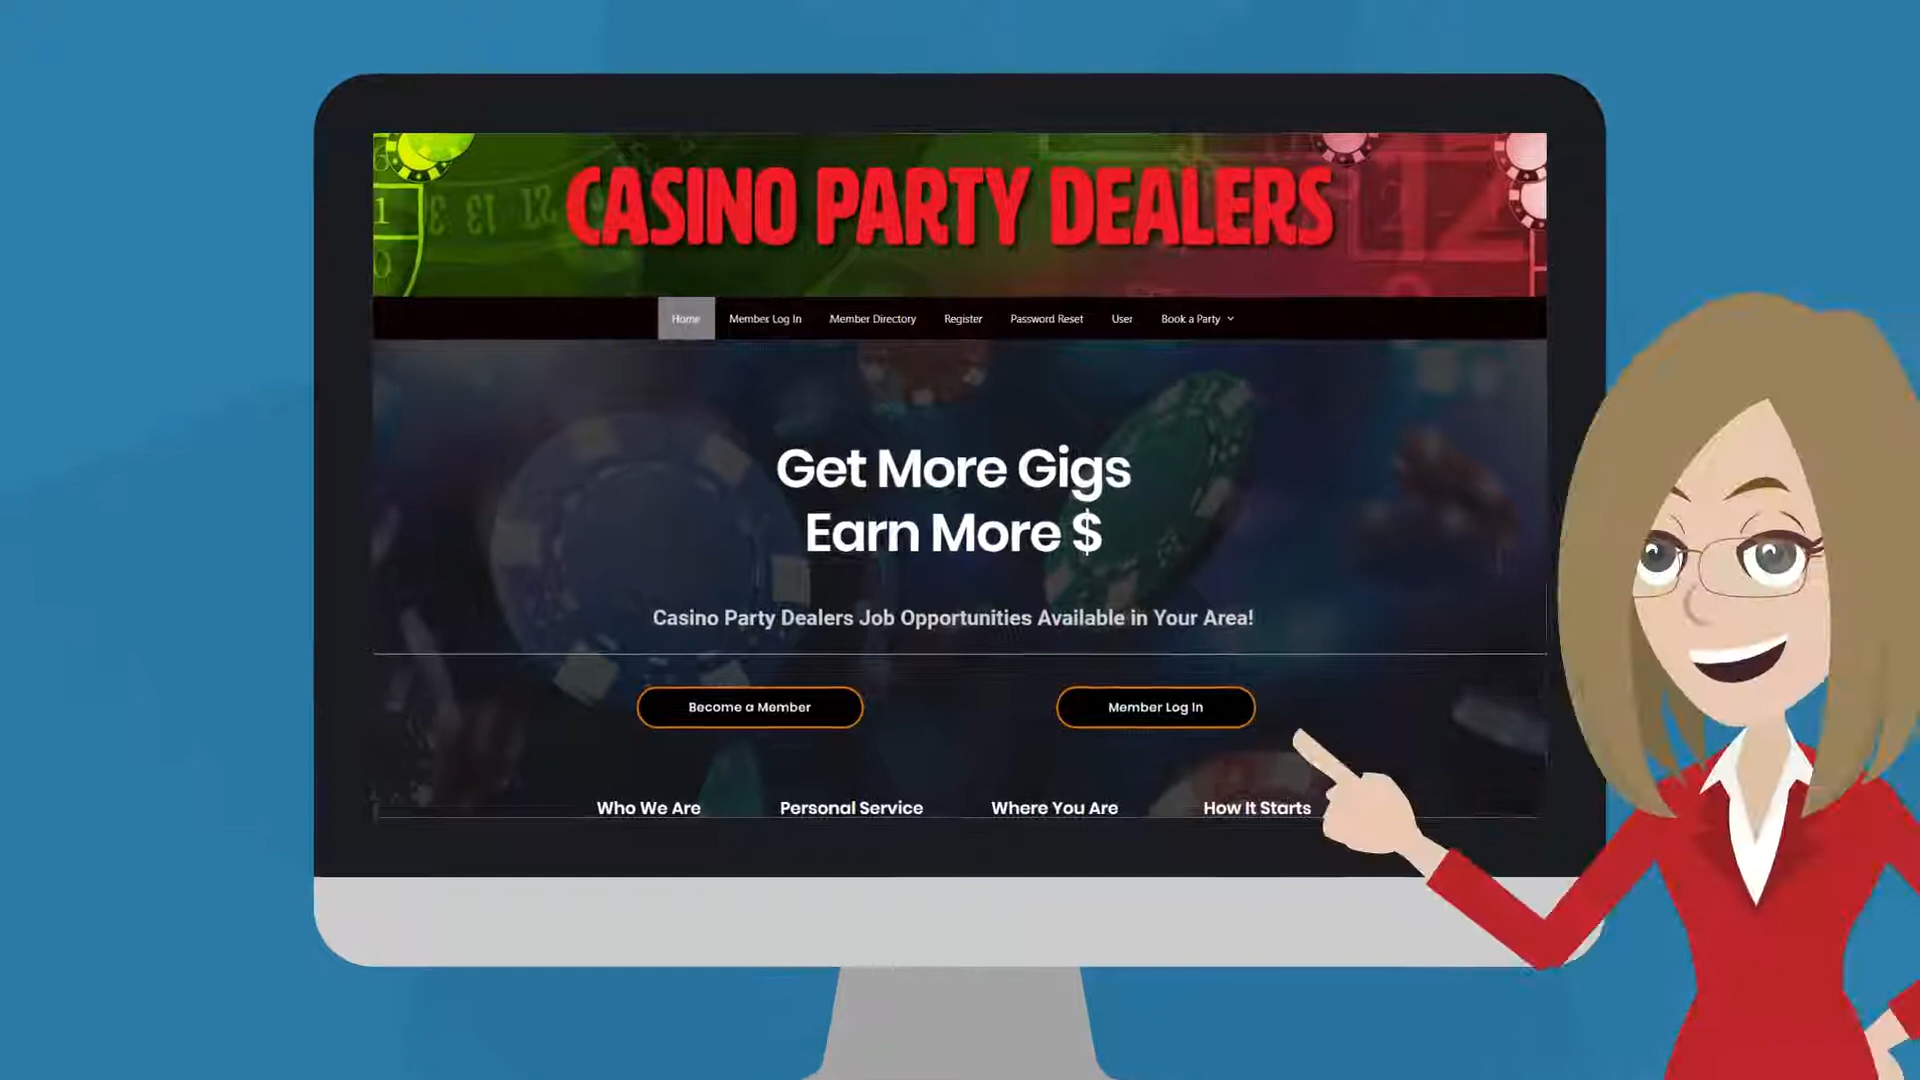 CASINO PARTY DEALERS
Home Member Log In Member Directory Register Password Reset User Book a Party
Get More Gigs
Earn More $
Casino Party Dealers Job Opportunities Available in Your Area!
Become a Member Member Log In
Who We Are Personal Service Where You Are How It Starts